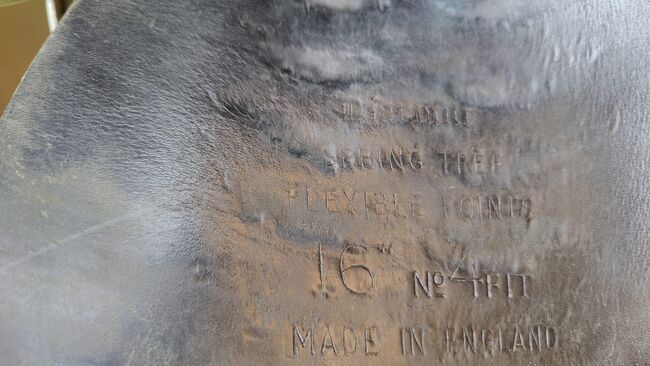 SPRING TREE
FLEXIBLE POINTS
16" No 4 FIT
MADE IN ENGLAND